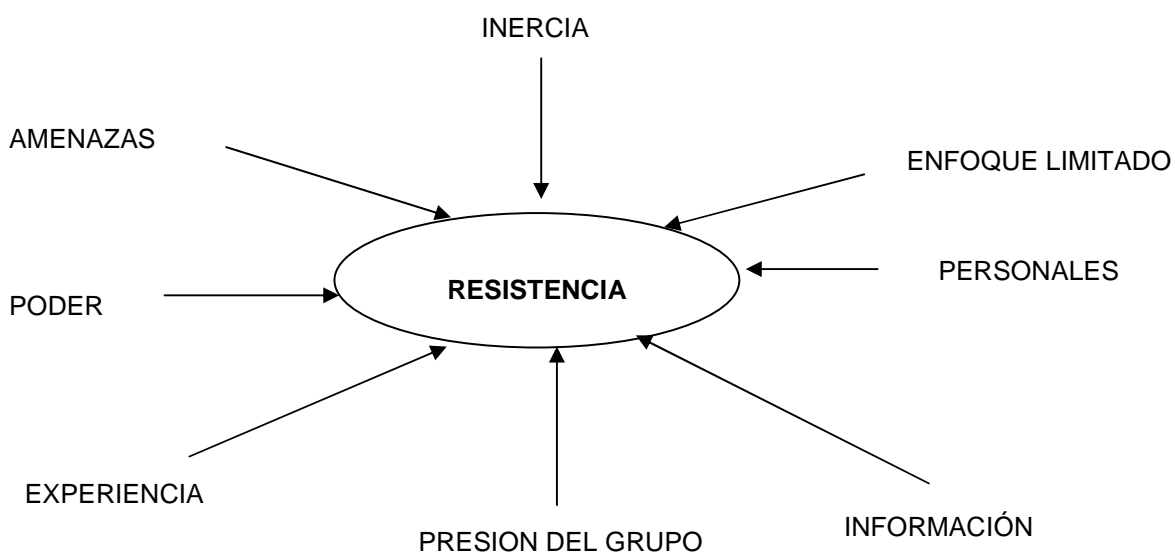 INERCIA
AMENAZAS
ENFOQUE LIMITADO
PERSONALES
RESISTENCIA
PODER
EXPERIENCIA
INFORMACIÓN
PRESION DEL GRUPO